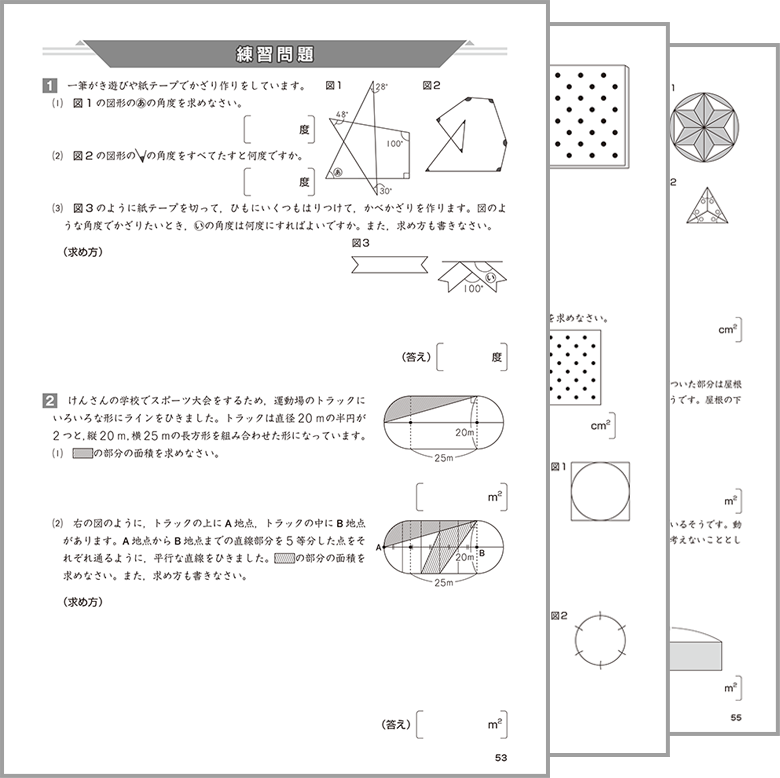 練習問題
1 一筆がき遊びや紙テープでかざり作りをしています。
(1) 図1の図形のあの角度を求めなさい。
度
(2) 図2の図形の の角度をすべてたすと何度ですか。
度
図1
28°
48°
100°
あ
30°
図2
(3) 図3のように紙テープを切って，ひもにいくつもはりつけて，かべかざりを作ります。図のよ
うな角度でかざりたいとき，いの角度は何度にすればよいですか。また，求め方も書きなさい。
(求め方)
図3
い
100°
(答え) 度
2 けんさんの学校でスポーツ大会をするため，運動場のトラックに
いろいろな形にラインをひきました。トラックは直径20mの半円が
2つと，縦20m，横25mの長方形を組み合わせた形になっています。
(1) の部分の面積を求めなさい。
20m
25m
m²
(2) 右の図のように，トラックの上にA地点，トラックの中にB地点
があります。A地点からB地点までの直線部分を5等分した点をそ
れぞれ通るように，平行な直線をひきました。 の部分の面積を
求めなさい。また，求め方も書きなさい。
A
B
20m
25m
(求め方)
(答え) m²
53
を求めなさい。
cm²
図1
図2
1
2
cm²
ついた部分は屋根
うです。屋根の下
m²
いるそうです。動
考えないこととし
m²
55